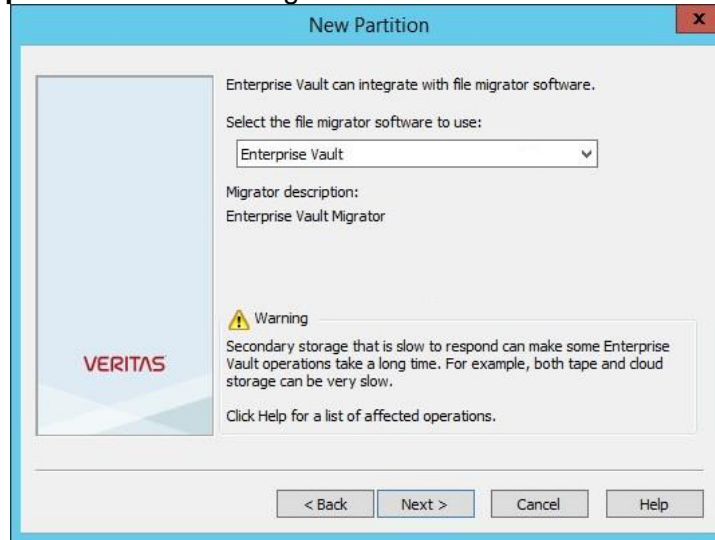 New Partition
x
Enterprise Vault can integrate with file migrator software.
Select the file migrator software to use:
Enterprise Vault
Migrator description:
Enterprise Vault Migrator
Warning
Secondary storage that is slow to respond can make some Enterprise
Vault operations take a long time. For example, both tape and cloud
storage can be very slow.
Click Help for a list of affected operations.
VERITAS
< Back Next > Cancel Help